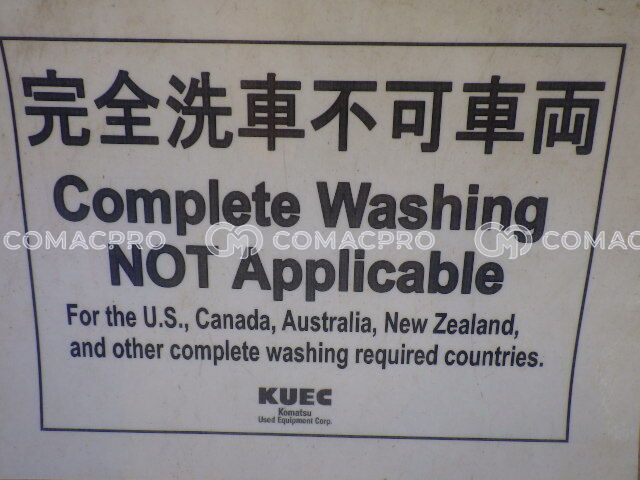 完全洗車不可車両
Complete Washing
COMACPRO COMACPRO COMACPRO
NOT Applicable
For the U.S., Canada, Australia, New Zealand,
and other complete washing required countries.
KUEC
Komatsu
Used Equipment Corp.